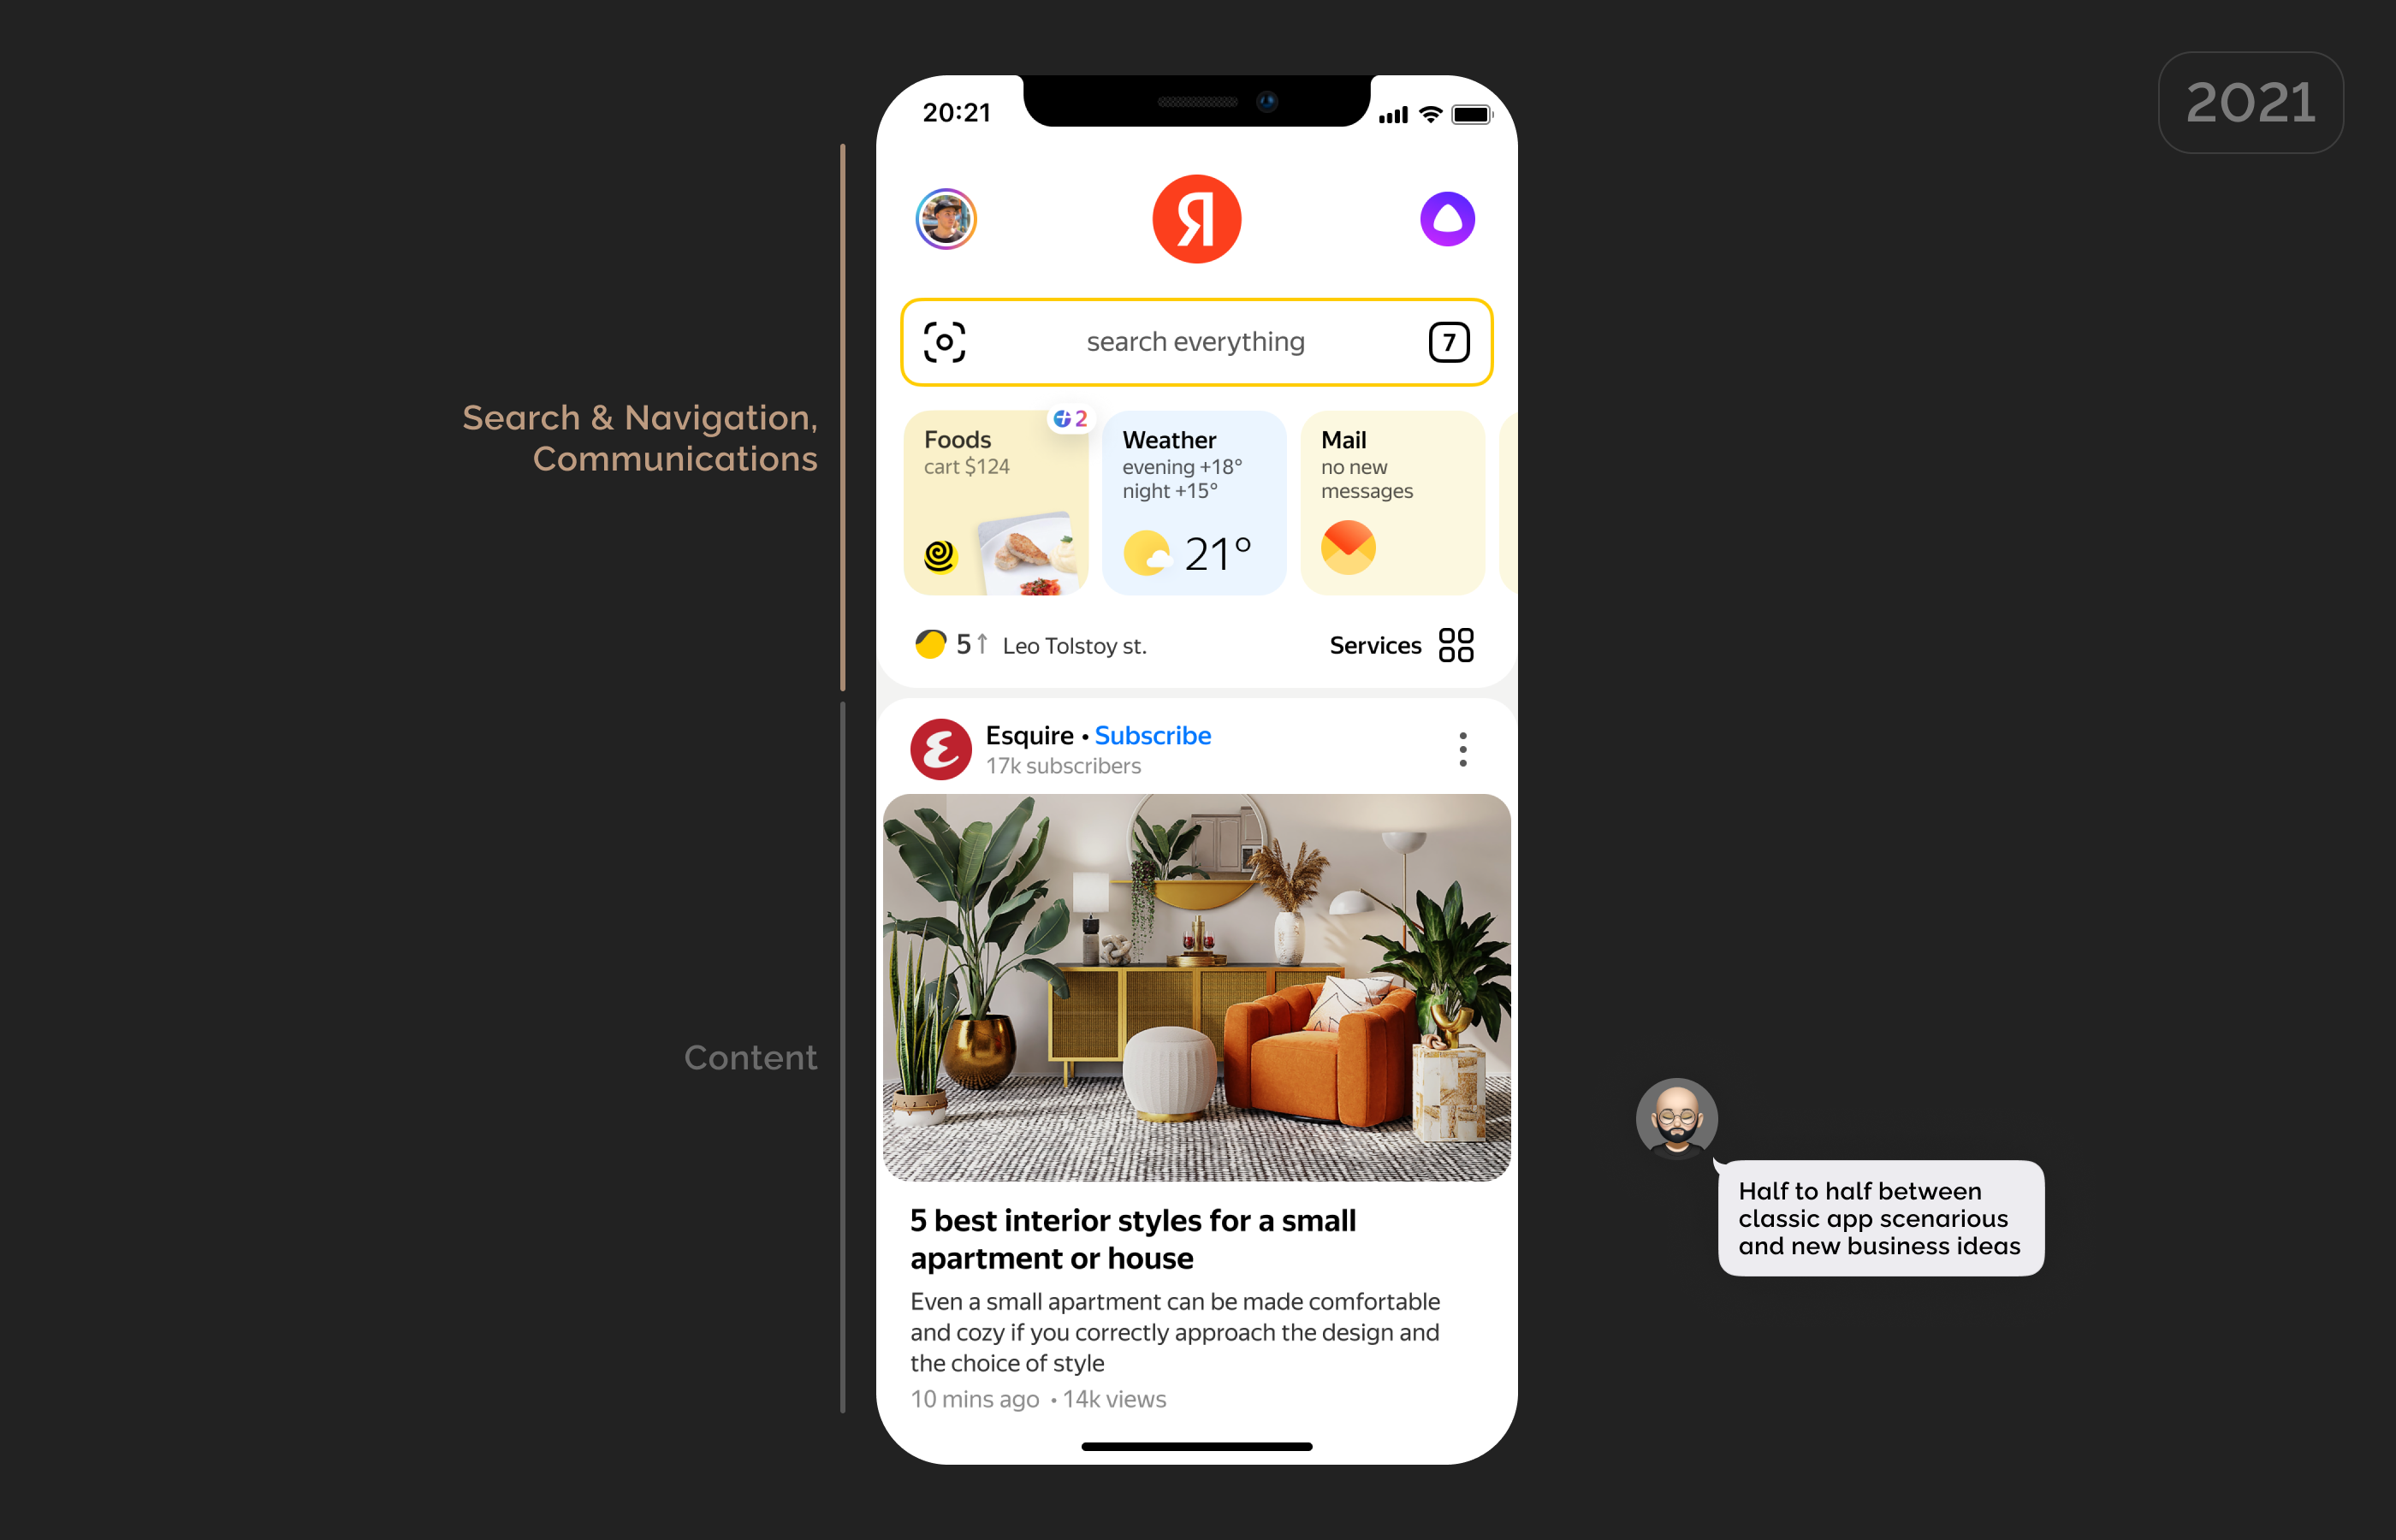 2021
20:21
Я
search everything
7
Search & Navigation,
Communications
Foods
cart $124
2
Weather
evening +18°
night +15°
21°
Mail
no new
messages
5↑ Leo Tolstoy st.
Services
Esquire • Subscribe
17k subscribers
Content
5 best interior styles for a small
apartment or house
Even a small apartment can be made comfortable
and cozy if you correctly approach the design and
the choice of style
10 mins ago • 14k views
Half to half between
classic app scenarious
and new business ideas